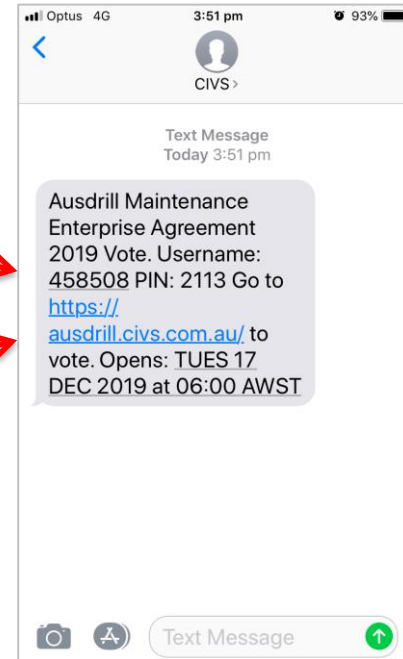 Optus 4G 3:51 pm 93%
CIVS >
Text Message
Today 3:51 pm
Ausdrill Maintenance
Enterprise Agreement
2019 Vote. Username:
458508 PIN: 2113 Go to
https://
ausdrill.civs.com.au/ to
vote. Opens: TUES 17
DEC 2019 at 06:00 AWST
Text Message